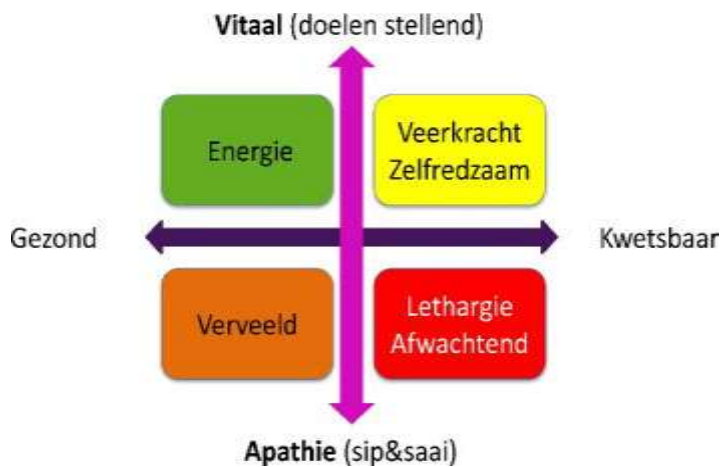 Vitaal (doelen stellend)
Energie
Veerkracht
Zelfredzaam
Gezond
Kwetsbaar
Verveeld
Lethargie
Afwachtend
Apathie (sip&saai)